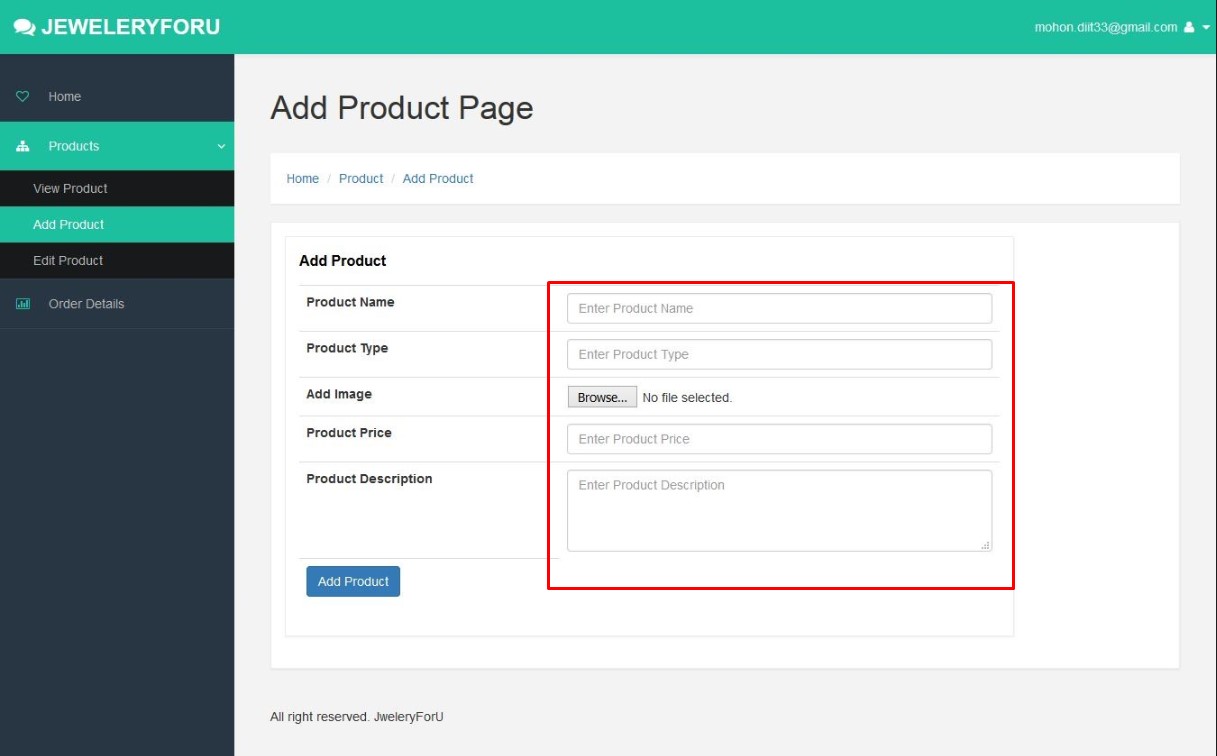 JEWELERYFORU
mohon.diit33@gmail.com
Home
Products
View Product
Add Product
Edit Product
Order Details
Add Product Page
Home / Product / Add Product
Add Product
Product Name Enter Product Name
Product Type Enter Product Type
Add Image Browse... No file selected.
Product Price Enter Product Price
Product Description Enter Product Description
Add Product
All right reserved. JweleryForU